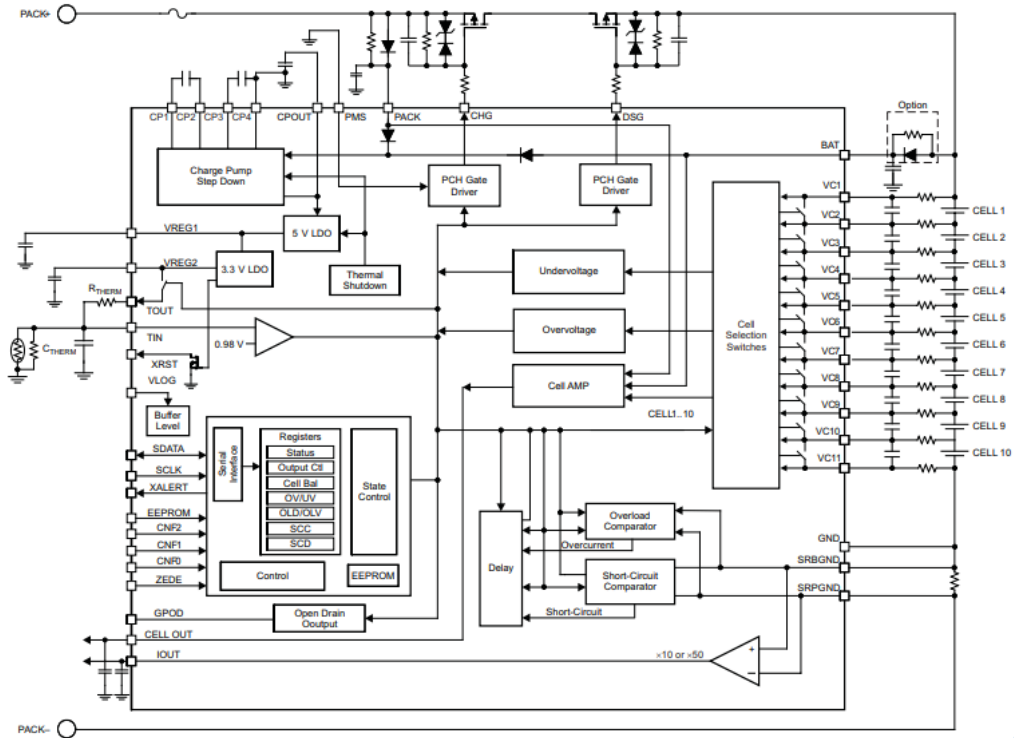 PACK+
Option
CP1
CP2
CP3
CP4
CPOUT
PMS
PACK
CHG
DSG
BAT
Charge Pump
Step Down
PCH Gate
Driver
PCH Gate
Driver
VC1
CELL 1
VC2
CELL 2
VREG1
5 V LDO
VC3
CELL 3
VREG2
3.3 V LDO
Thermal
Shutdown
Undervoltage
VC4
CELL 4
RTHERM
TOUT
VC5
CELL 5
TIN
0.98 V
Overvoltage
Cell
Selection
Switches
VC6
CELL 6
CTHERM
XRST
VC7
CELL 7
VLOG
Cell AMP
VC8
CELL 8
Buffer
Level
CELL1..10
VC9
CELL 9
VC10
CELL 10
VC11
SDATA
SCLK
XALERT
EEPROM
CNF2
CNF1
CNR0
ZEDE
Serial
Interface
Registers
Status
Output Ctl
Cell Bal
OV/UV
OLD/OLV
SCC
SCD
State
Control
Control
EEPROM
Delay
Overload
Comparator
Overcurrent
Short-Circuit
Comparator
Short-Circuit
GND
SRBGND
SRPGND
GPOD
Open Drain
Ooutput
CELL OUT
IOUT
×10 or ×50
+
−
PACK–